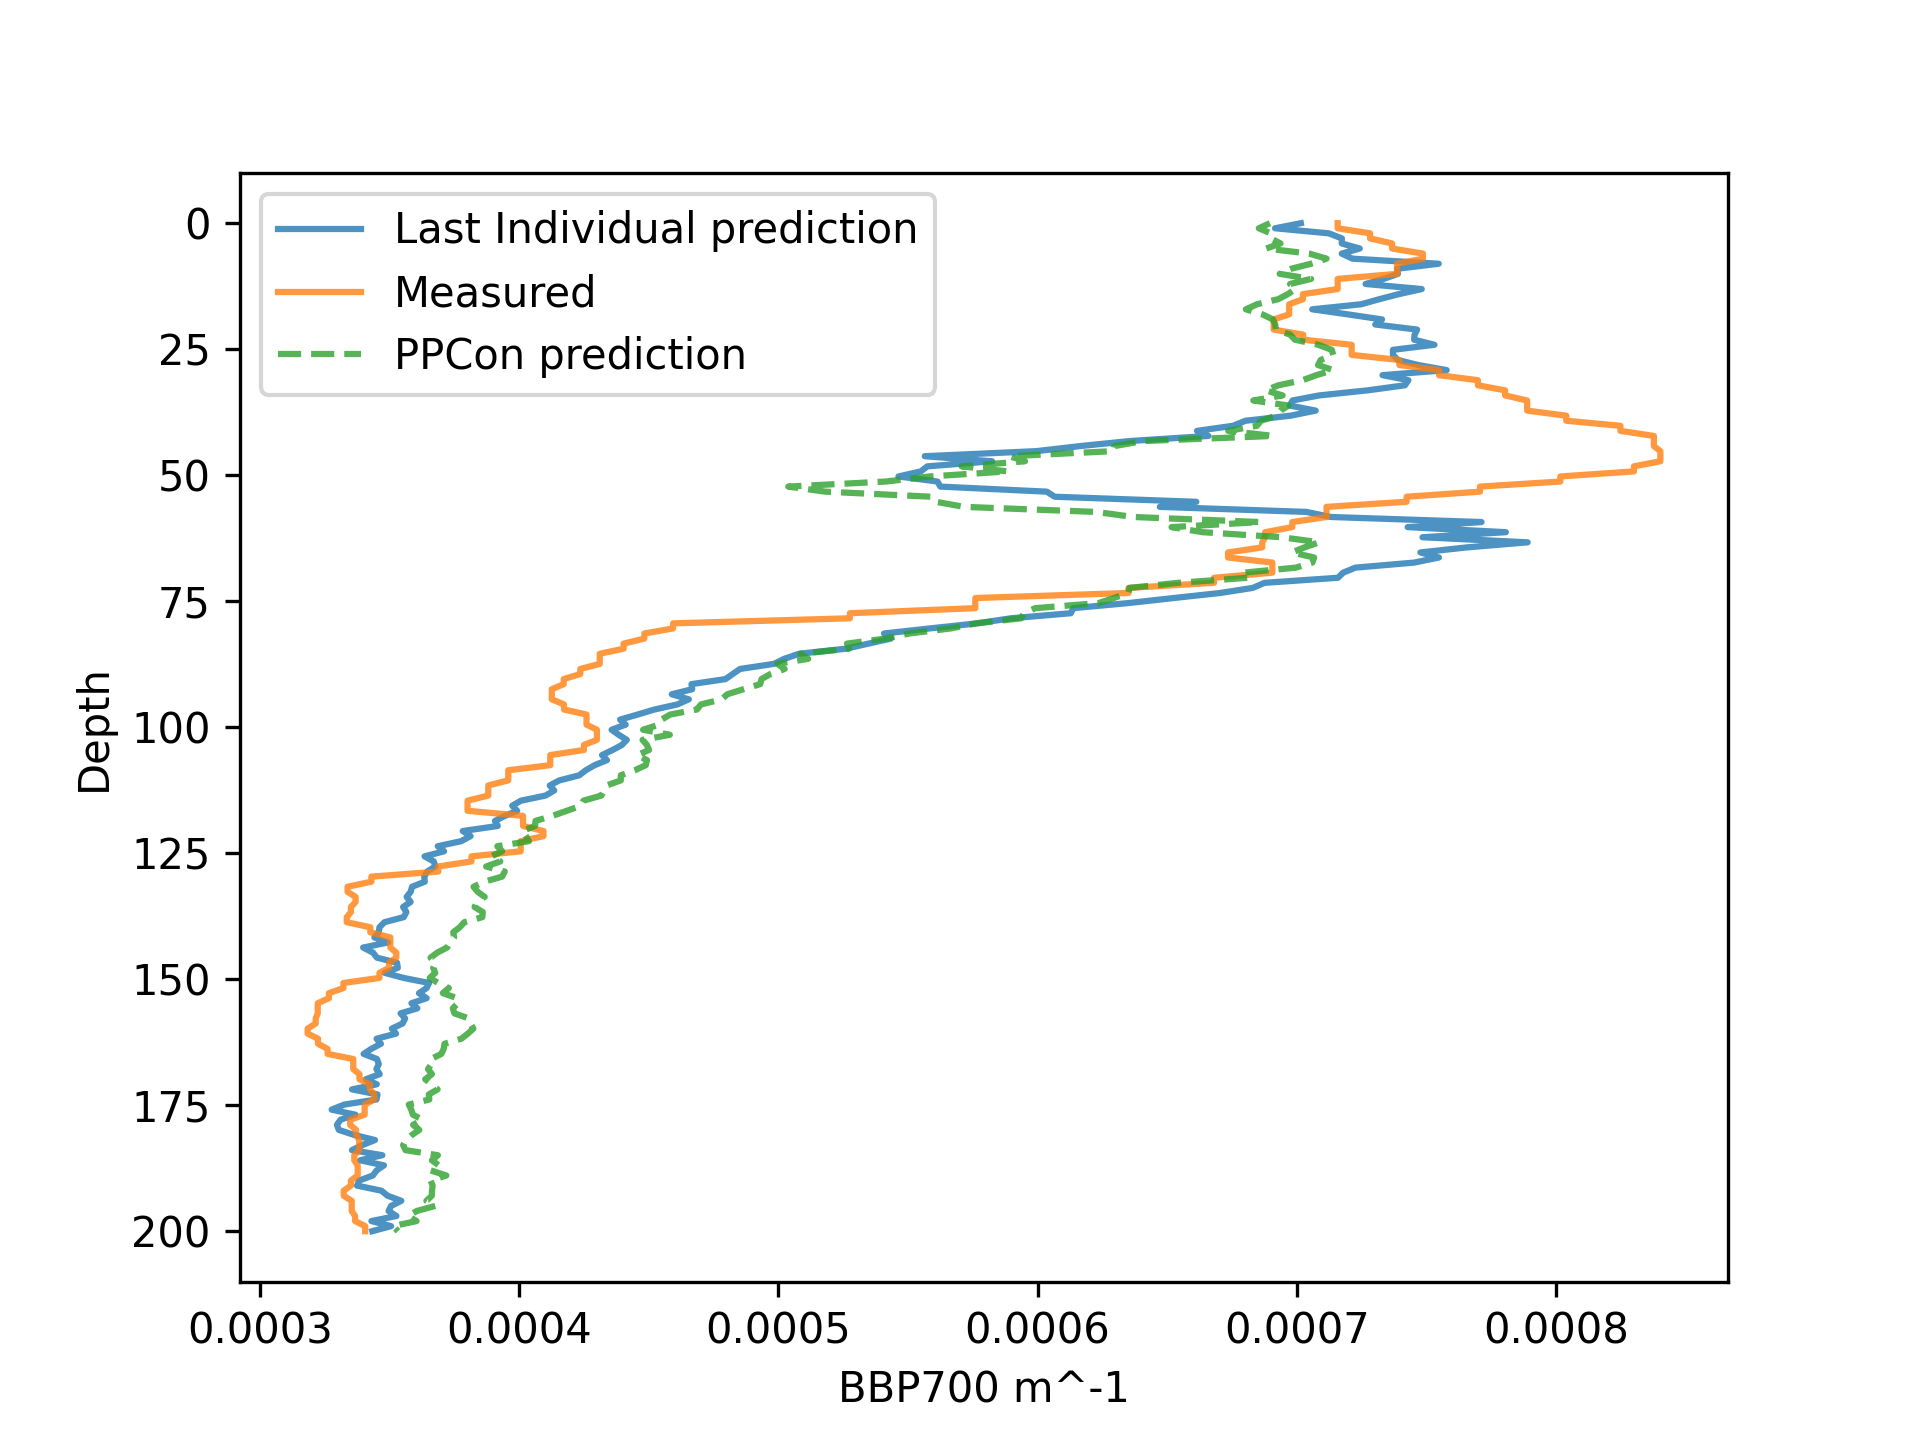 Last Individual prediction
Measured
PPCon prediction
0
25
50
75
100
125
150
175
200
Depth
0.0003 0.0004 0.0005 0.0006 0.0007 0.0008
BBP700 m^-1